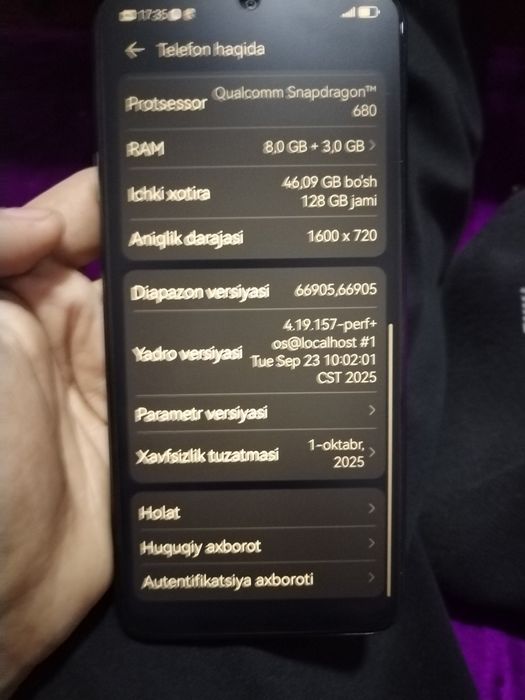 17:35
Telefon haqida
Protsessor
Qualcomm Snapdragon™
680
RAM
8,0 GB + 3,0 GB
Ichki xotira
46,09 GB bo'sh
128 GB jami
Aniqlik darajasi
1600 x 720
Diapazon versiyasi
66905,66905
Yadro versiyasi
4.19.157-perf+
os@localhost #1
Tue Sep 23 10:02:01
CST 2025
Parametr versiyasi
Xavfsizlik tuzatmasi
1-oktabr,
2025
Holat
Huquqiy axborot
Autentifikatsiya axboroti